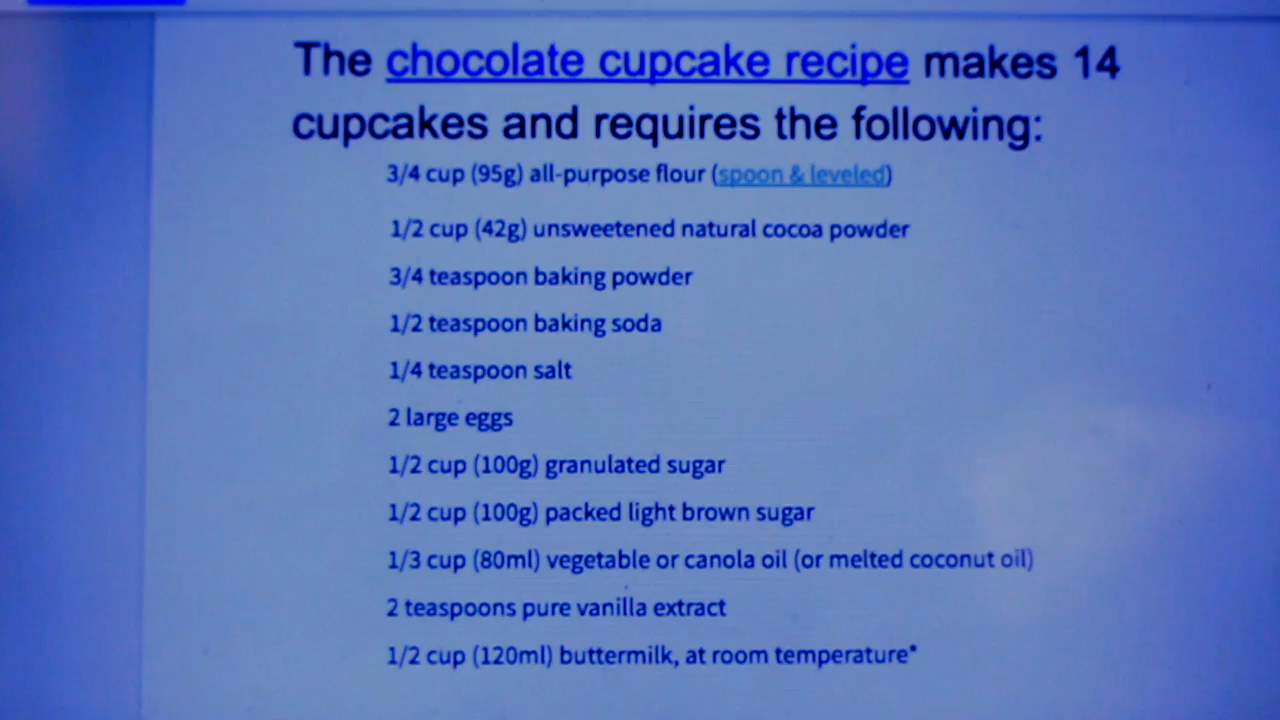 The chocolate cupcake recipe makes 14
cupcakes and requires the following:
3/4 cup (95g) all-purpose flour (spoon & leveled)
1/2 cup (42g) unsweetened natural cocoa powder
3/4 teaspoon baking powder
1/2 teaspoon baking soda
1/4 teaspoon salt
2 large eggs
1/2 cup (100g) granulated sugar
1/2 cup (100g) packed light brown sugar
1/3 cup (80ml) vegetable or canola oil (or melted coconut oil)
2 teaspoons pure vanilla extract
1/2 cup (120ml) buttermilk, at room temperature*